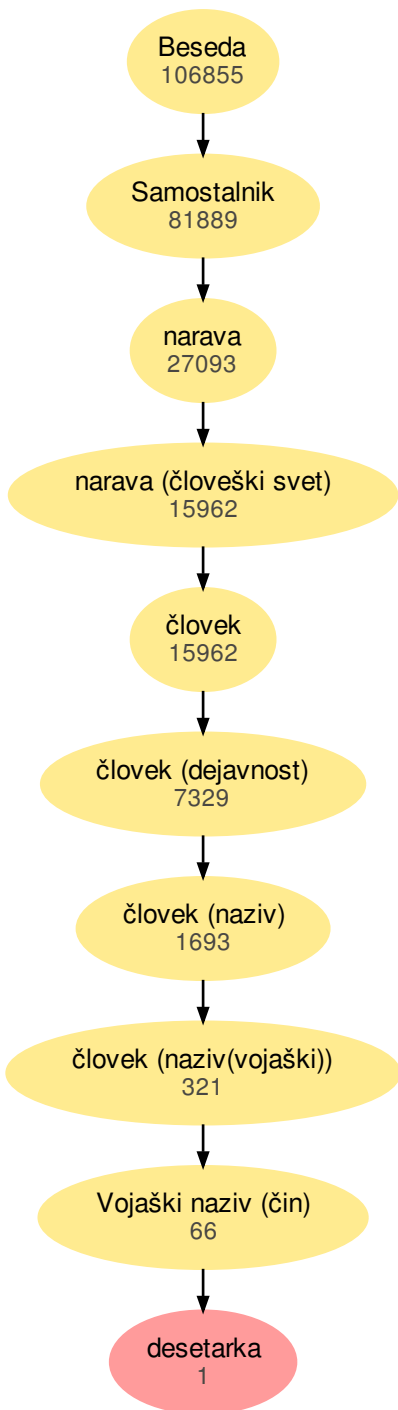 Beseda
106855
Samostalnik
81889
narava
27093
narava (človeški svet)
15962
človek
15962
človek (dejavnost)
7329
človek (naziv)
1693
človek (naziv(vojaški))
321
Vojaški naziv (čin)
66
desetarka
1